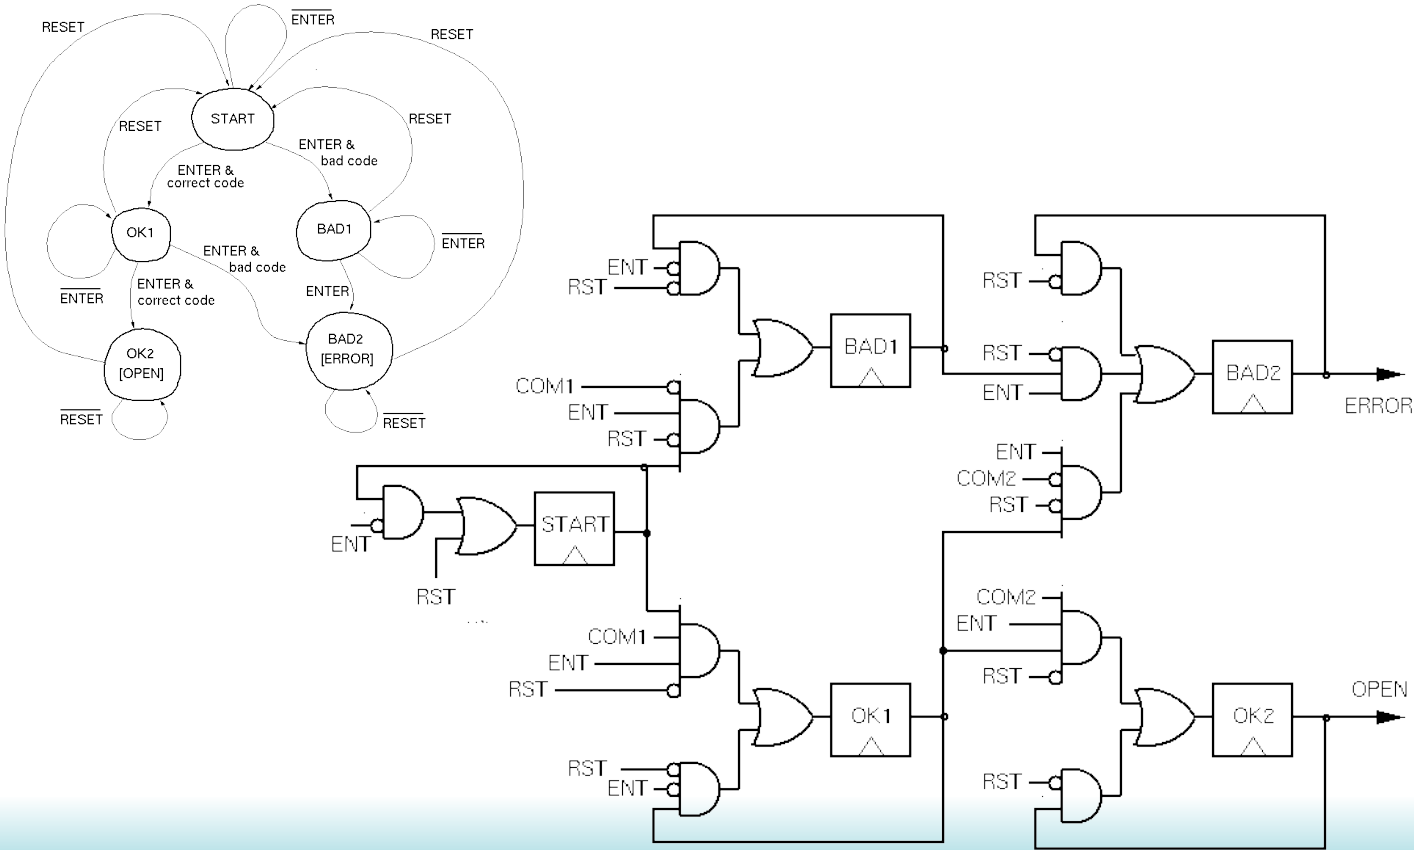 RESET
ENTER
RESET
START
RESET
RESET
ENTER &
bad code
ENTER &
correct code
OK1
BAD1
ENTER
ENTER &
bad code
ENTER
ENTER &
correct code
ENTER
OK2
[OPEN]
BAD2
[ERROR]
RESET
RESET
ENT
RST
BAD1
COM1
ENT
RST
RST
RST
ENT
BAD2
ERROR
ENT
COM2
RST
ENT
RST
START
COM1
ENT
RST
OK1
RST
ENT
COM2
ENT
RST
OPEN
OK2
RST